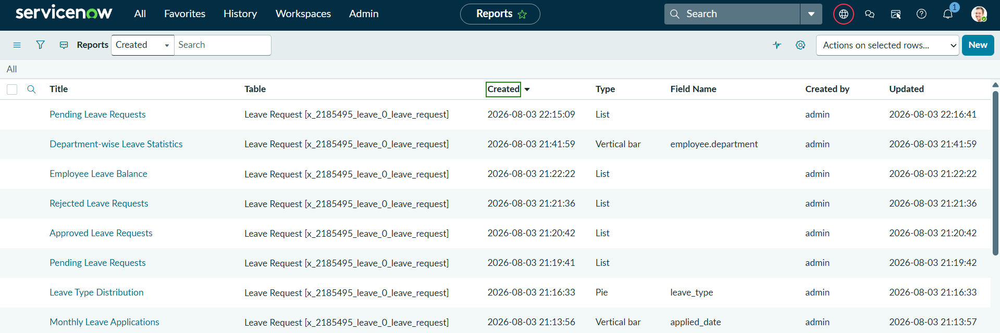 servicenow All Favorites History Workspaces Admin Reports Search 1
Reports Created Search Actions on selected rows... New
All
Title Table Created Type Field Name Created by Updated
Pending Leave Requests Leave Request [x_2185495_leave_0_leave_request] 2026-08-03 22:15:09 List admin 2026-08-03 22:16:41
Department-wise Leave Statistics Leave Request [x_2185495_leave_0_leave_request] 2026-08-03 21:41:59 Vertical bar employee.department admin 2026-08-03 21:41:59
Employee Leave Balance Leave Request [x_2185495_leave_0_leave_request] 2026-08-03 21:22:22 List admin 2026-08-03 21:22:22
Rejected Leave Requests Leave Request [x_2185495_leave_0_leave_request] 2026-08-03 21:21:36 List admin 2026-08-03 21:21:36
Approved Leave Requests Leave Request [x_2185495_leave_0_leave_request] 2026-08-03 21:20:42 List admin 2026-08-03 21:20:42
Pending Leave Requests Leave Request [x_2185495_leave_0_leave_request] 2026-08-03 21:19:41 List admin 2026-08-03 21:19:42
Leave Type Distribution Leave Request [x_2185495_leave_0_leave_request] 2026-08-03 21:16:33 Pie leave_type admin 2026-08-03 21:16:33
Monthly Leave Applications Leave Request [x_2185495_leave_0_leave_request] 2026-08-03 21:13:56 Vertical bar applied_date admin 2026-08-03 21:13:57